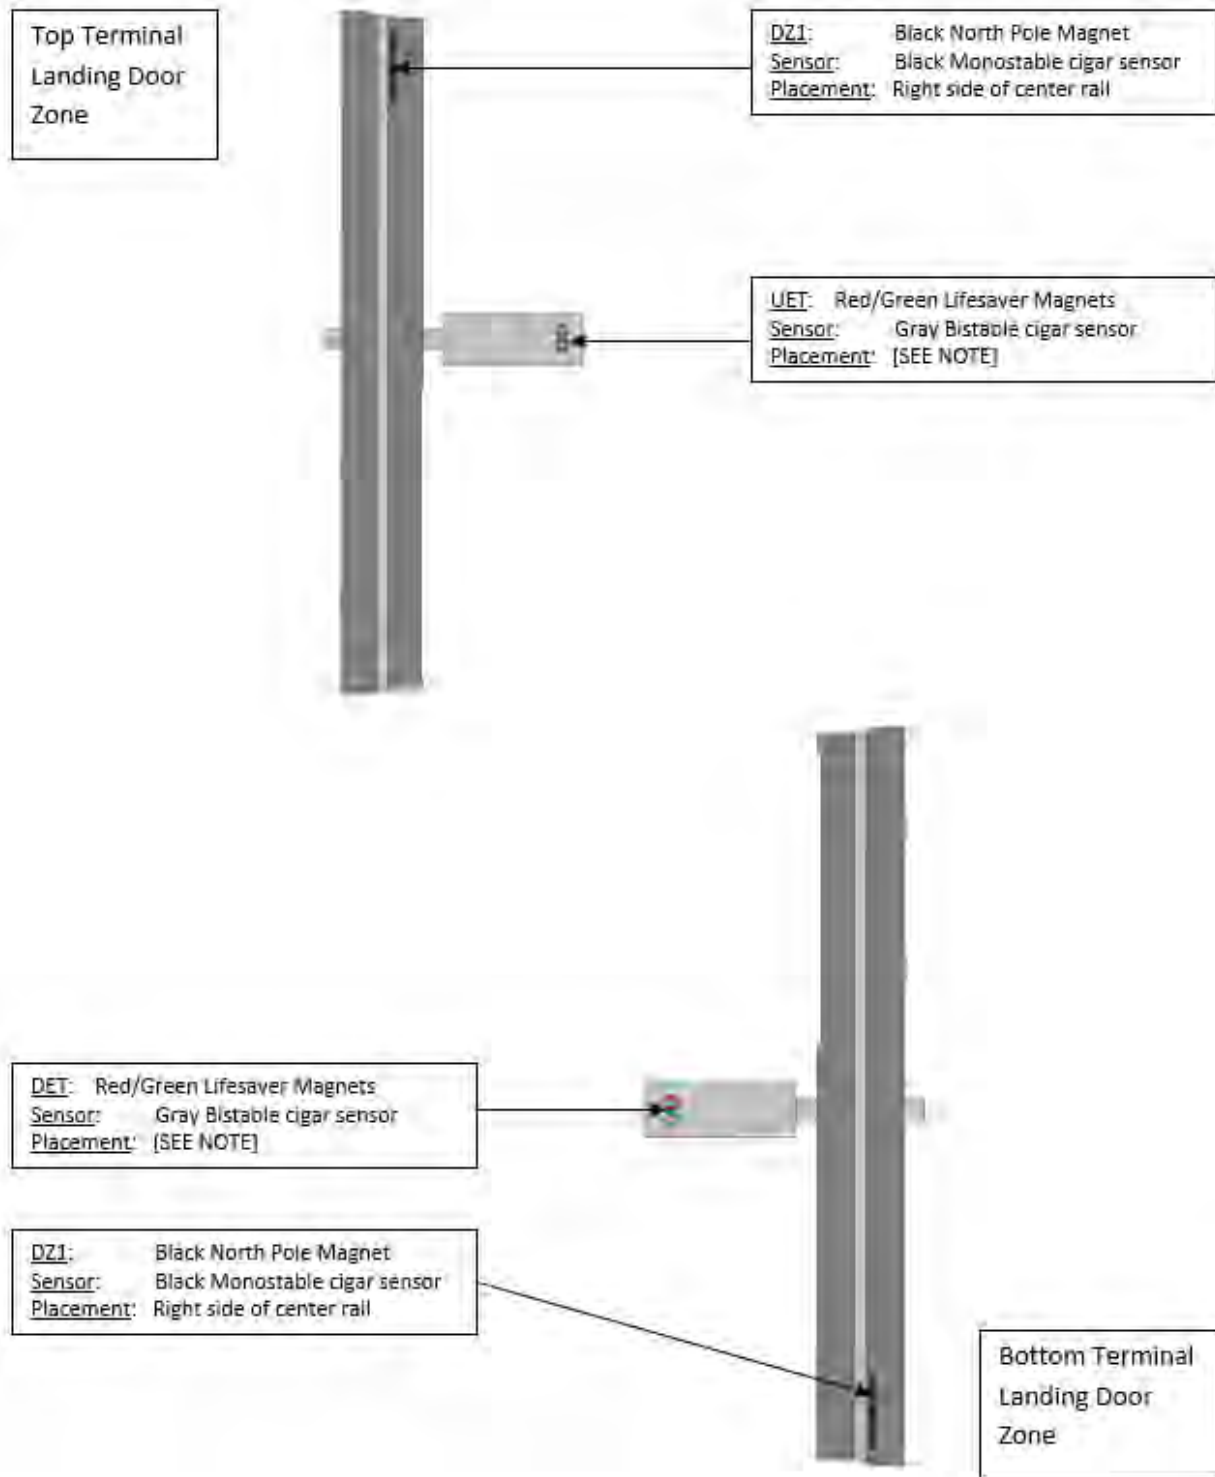 Top Terminal
Landing Door
Zone
DZ1: Black North Pole Magnet
Sensor: Black Monostable cigar sensor
Placement: Right side of center rail
UET: Red/Green Lifesaver Magnets
Sensor: Gray Bistable cigar sensor
Placement: [SEE NOTE]
DET: Red/Green Lifesaver Magnets
Sensor: Gray Bistable cigar sensor
Placement: [SEE NOTE]
DZ1: Black North Pole Magnet
Sensor: Black Monostable cigar sensor
Placement: Right side of center rail
Bottom Terminal
Landing Door
Zone